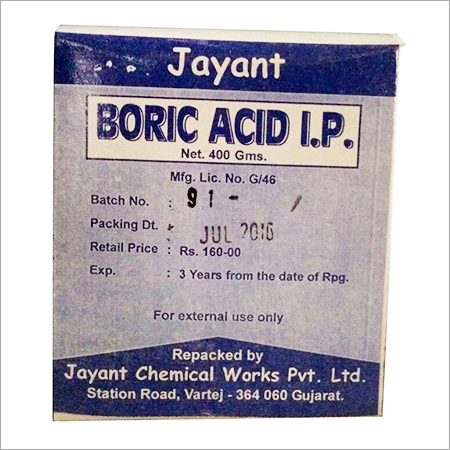 Jayant
BORIC ACID I.P.
Net. 400 Gms.
Mfg. Lic. No. G/46
Batch No. : 91 - /
Packing Dt. : JUL 2016
Retail Price : Rs. 160-00
Exp. : 3 Years from the date of Rpg.
For external use only
Repacked by
Jayant Chemical Works Pvt. Ltd.
Station Road, Vartej - 364 060 Gujarat.